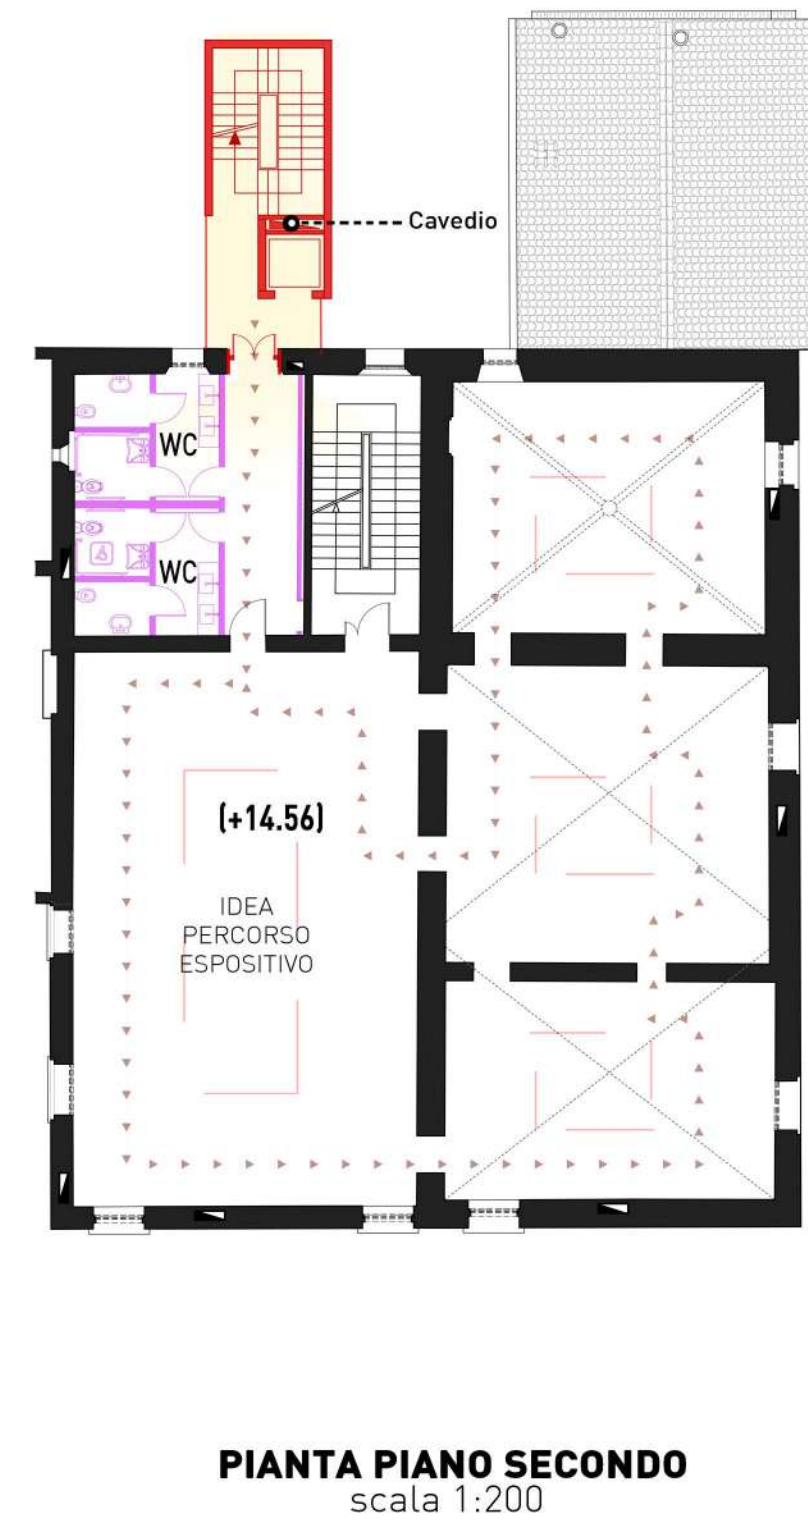 Cavedio
WC
WC
(+14.56)
IDEA
PERCORSO
ESPOSITIVO
PIANTA PIANO SECONDO
scala 1:200